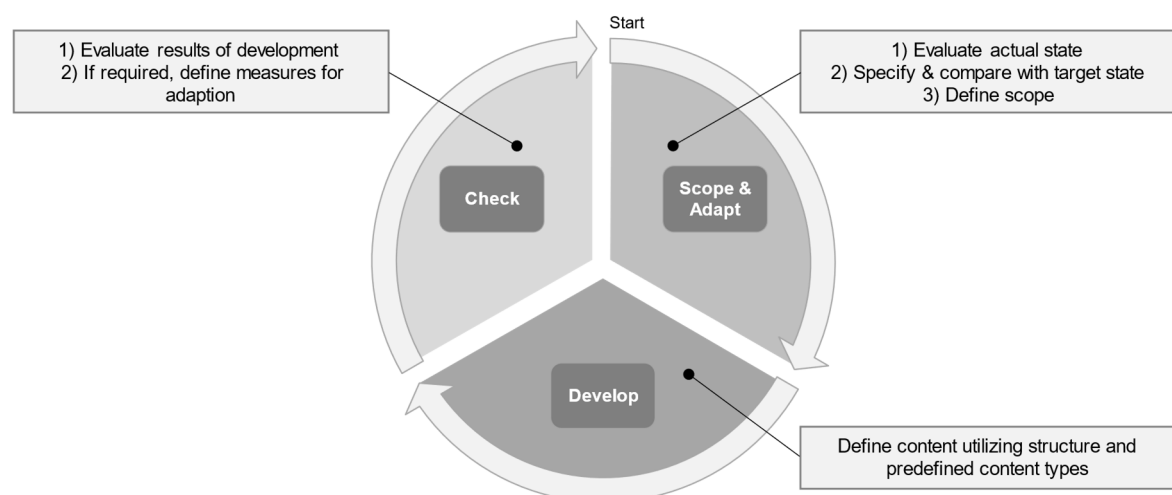 Start
1) Evaluate results of development
2) If required, define measures for
adaption
1) Evaluate actual state
2) Specify & compare with target state
3) Define scope
Check
Scope &
Adapt
Develop
Define content utilizing structure and
predefined content types